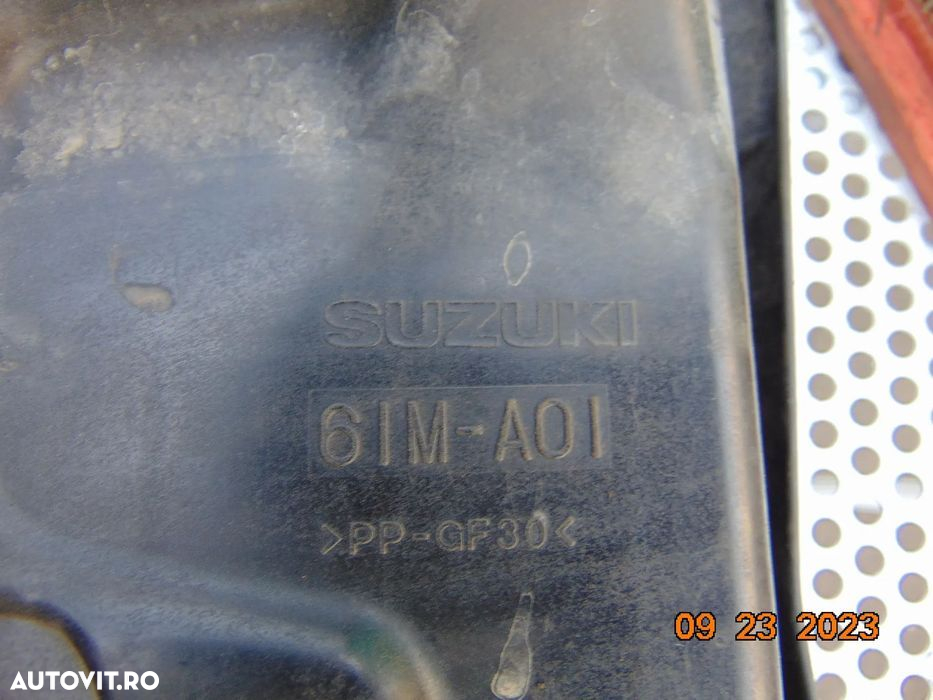 SUZUKI
61M-A01
>PP-GF30<
09 23 2023
AUTOVIT.RO